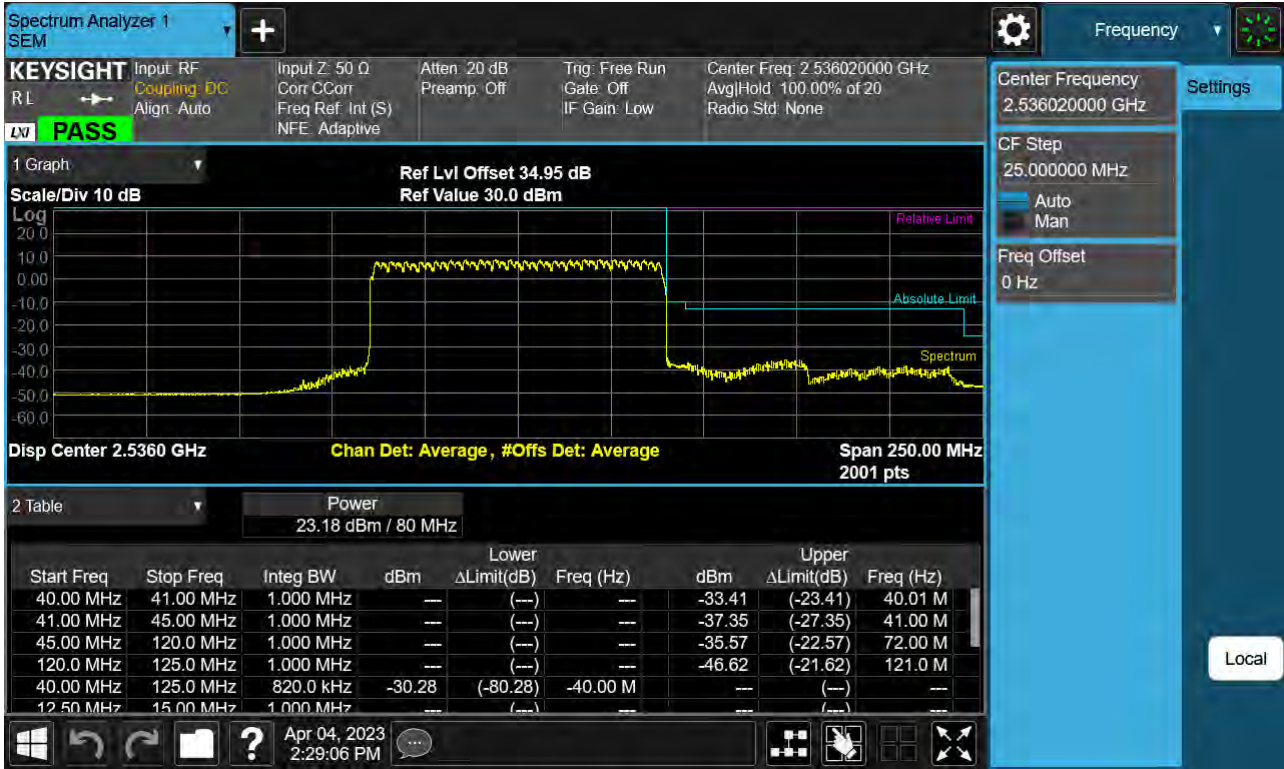 Spectrum Analyzer 1
SEM
Frequency
KEYSIGHT
Input: RF
Coupling: DC
Align: Auto
Input Z: 50 Ω
Corr CCorr
Freq Ref: Int (S)
NFE: Adaptive
Atten: 20 dB
Preamp: Off
Trig: Free Run
Gate: Off
IF Gain: Low
Center Freq: 2.536020000 GHz
Avg|Hold: 100.00% of 20
Radio Std: None
R L
LXI PASS
Center Frequency
2.536020000 GHz
Settings
CF Step
25.000000 MHz
Auto
Man
Freq Offset
0 Hz
Local
1 Graph
Scale/Div 10 dB
Ref Lvl Offset 34.95 dB
Ref Value 30.0 dBm
Log
20.0
10.0
0.00
-10.0
-20.0
-30.0
-40.0
-50.0
-60.0
Relative Limit
Absolute Limit
Spectrum
Disp Center 2.5360 GHz
Chan Det: Average , #Offs Det: Average
Span 250.00 MHz
2001 pts
2 Table
Power
23.18 dBm / 80 MHz
Lower Upper
Start Freq Stop Freq Integ BW dBm ΔLimit(dB) Freq (Hz) dBm ΔLimit(dB) Freq (Hz)
40.00 MHz 41.00 MHz 1.000 MHz --- (---) --- -33.41 (-23.41) 40.01 M
41.00 MHz 45.00 MHz 1.000 MHz --- (---) --- -37.35 (-27.35) 41.00 M
45.00 MHz 120.0 MHz 1.000 MHz --- (---) --- -35.57 (-22.57) 72.00 M
120.0 MHz 125.0 MHz 1.000 MHz --- (---) --- -46.62 (-21.62) 121.0 M
40.00 MHz 125.0 MHz 820.0 kHz -30.28 (-80.28) -40.00 M --- (---) ---
12.50 MHz 15.00 MHz 1.000 MHz --- (---) --- --- (---) ---
Apr 04, 2023
2:29:06 PM